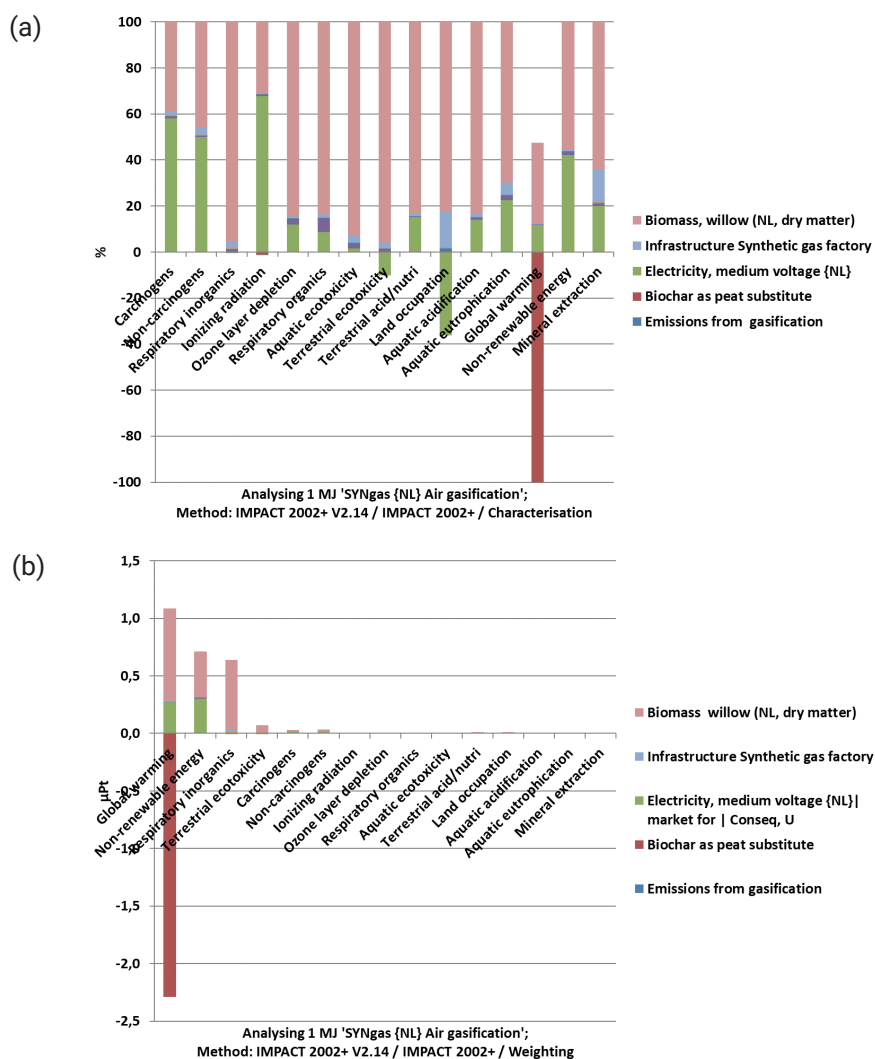 (a)
100
80
60
40
20
0
-20
-40
-60
-80
-100
%
Carcinogens
Non-carcinogens
Respiratory inorganics
Ionizing radiation
Ozone layer depletion
Respiratory organics
Aquatic ecotoxicity
Terrestrial ecotoxicity
Terrestrial acid/nutri
Land occupation
Aquatic acidification
Aquatic eutrophication
Global warming
Non-renewable energy
Mineral extraction
Biomass, willow (NL, dry matter)
Infrastructure Synthetic gas factory
Electricity, medium voltage {NL}
Biochar as peat substitute
Emissions from gasification
Analysing 1 MJ 'SYNgas {NL} Air gasification';
Method: IMPACT 2002+ V2.14 / IMPACT 2002+ / Characterisation
(b)
1,5
1,0
0,5
0,0
-0,5
-1,0
-1,5
-2,0
-2,5
µPt
Global warming
Non-renewable energy
Respiratory inorganics
Terrestrial ecotoxicity
Carcinogens
Non-carcinogens
Ionizing radiation
Ozone layer depletion
Respiratory organics
Aquatic ecotoxicity
Terrestrial acid/nutri
Land occupation
Aquatic acidification
Aquatic eutrophication
Mineral extraction
Biomass willow (NL, dry matter)
Infrastructure Synthetic gas factory
Electricity, medium voltage {NL}|
market for | Conseq, U
Biochar as peat substitute
Emissions from gasification
Analysing 1 MJ 'SYNgas {NL} Air gasification';
Method: IMPACT 2002+ V2.14 / IMPACT 2002+ / Weighting